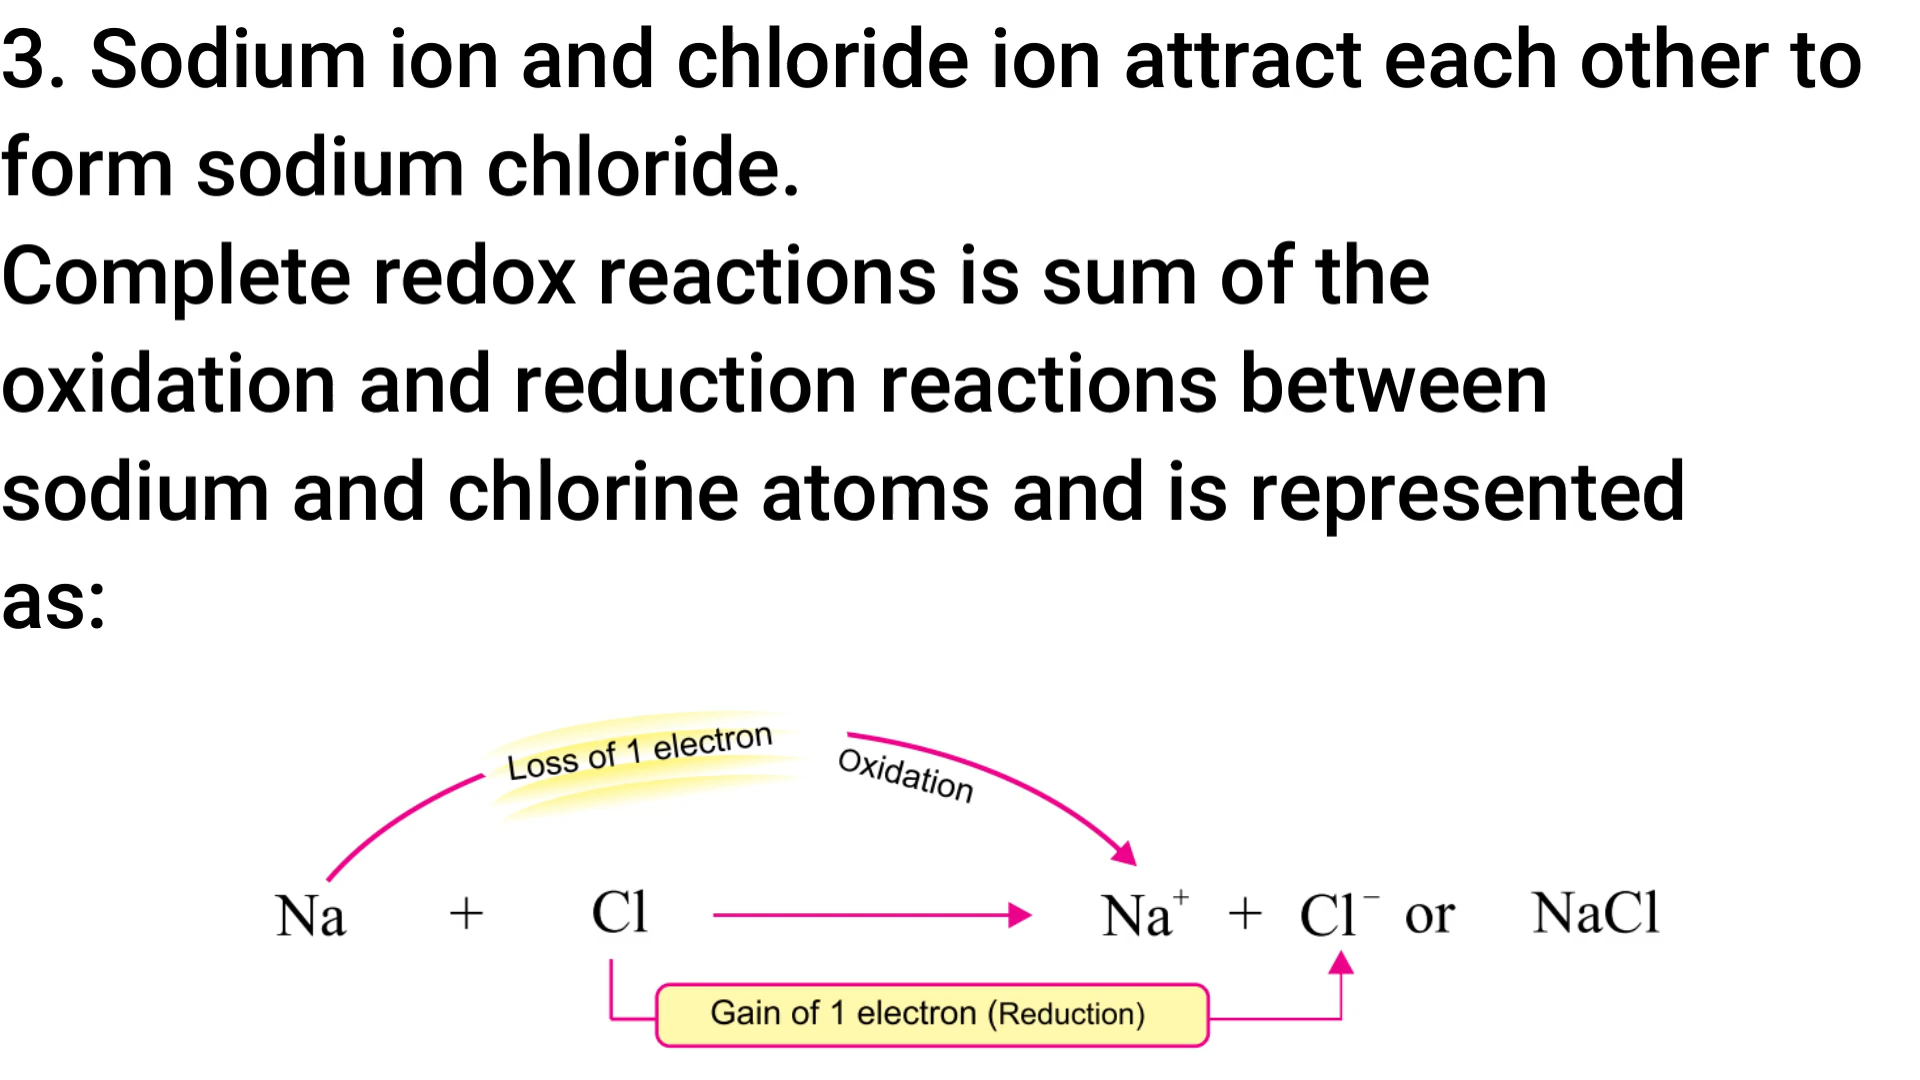 3. Sodium ion and chloride ion attract each other to
form sodium chloride.
Complete redox reactions is sum of the
oxidation and reduction reactions between
sodium and chlorine atoms and is represented
as:
Loss of 1 electron
Oxidation
Na + Cl Na⁺ + Cl⁻ or NaCl
Gain of 1 electron (Reduction)